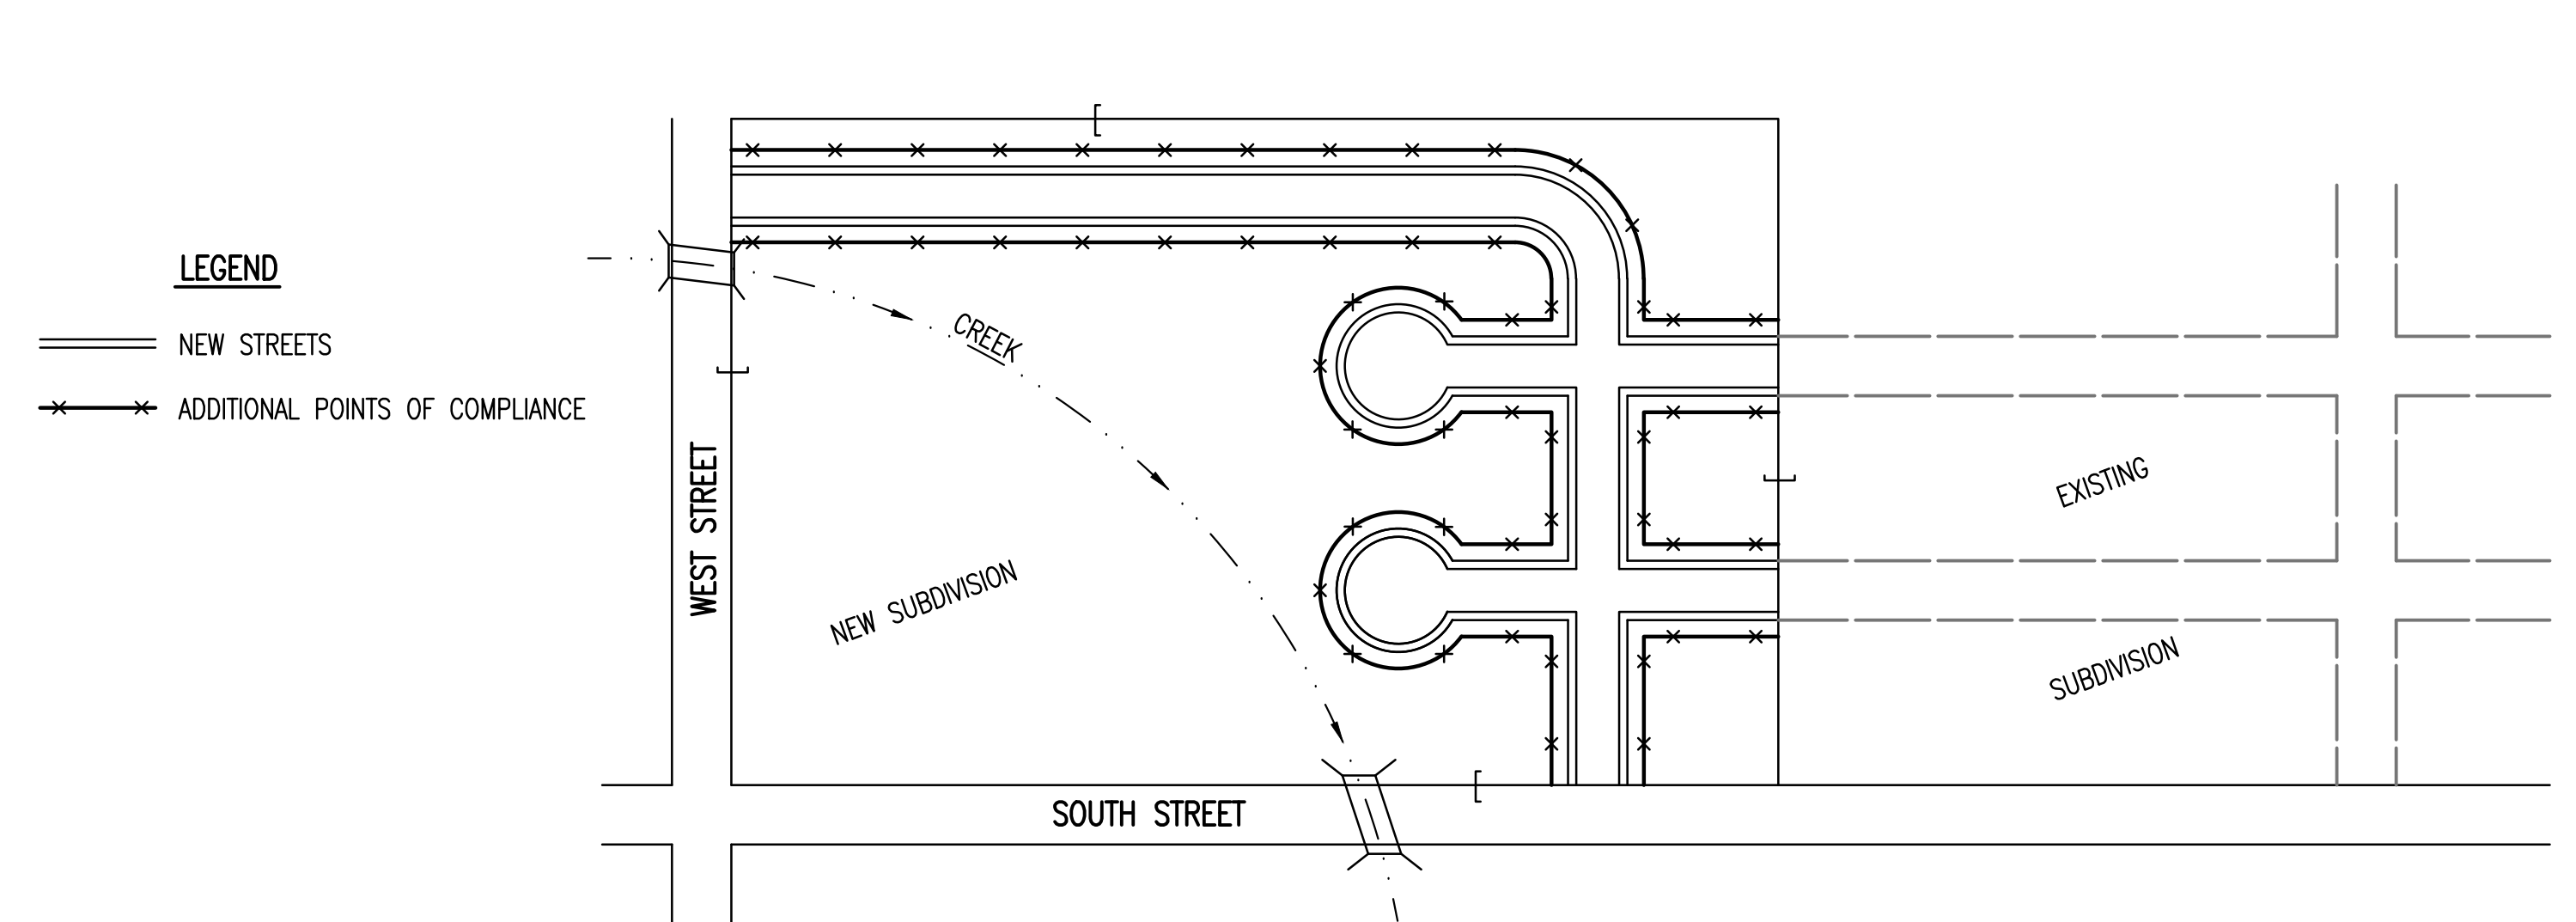 LEGEND
NEW STREETS
ADDITIONAL POINTS OF COMPLIANCE
CREEK
WEST STREET
NEW SUBDIVISION
EXISTING
SUBDIVISION
SOUTH STREET